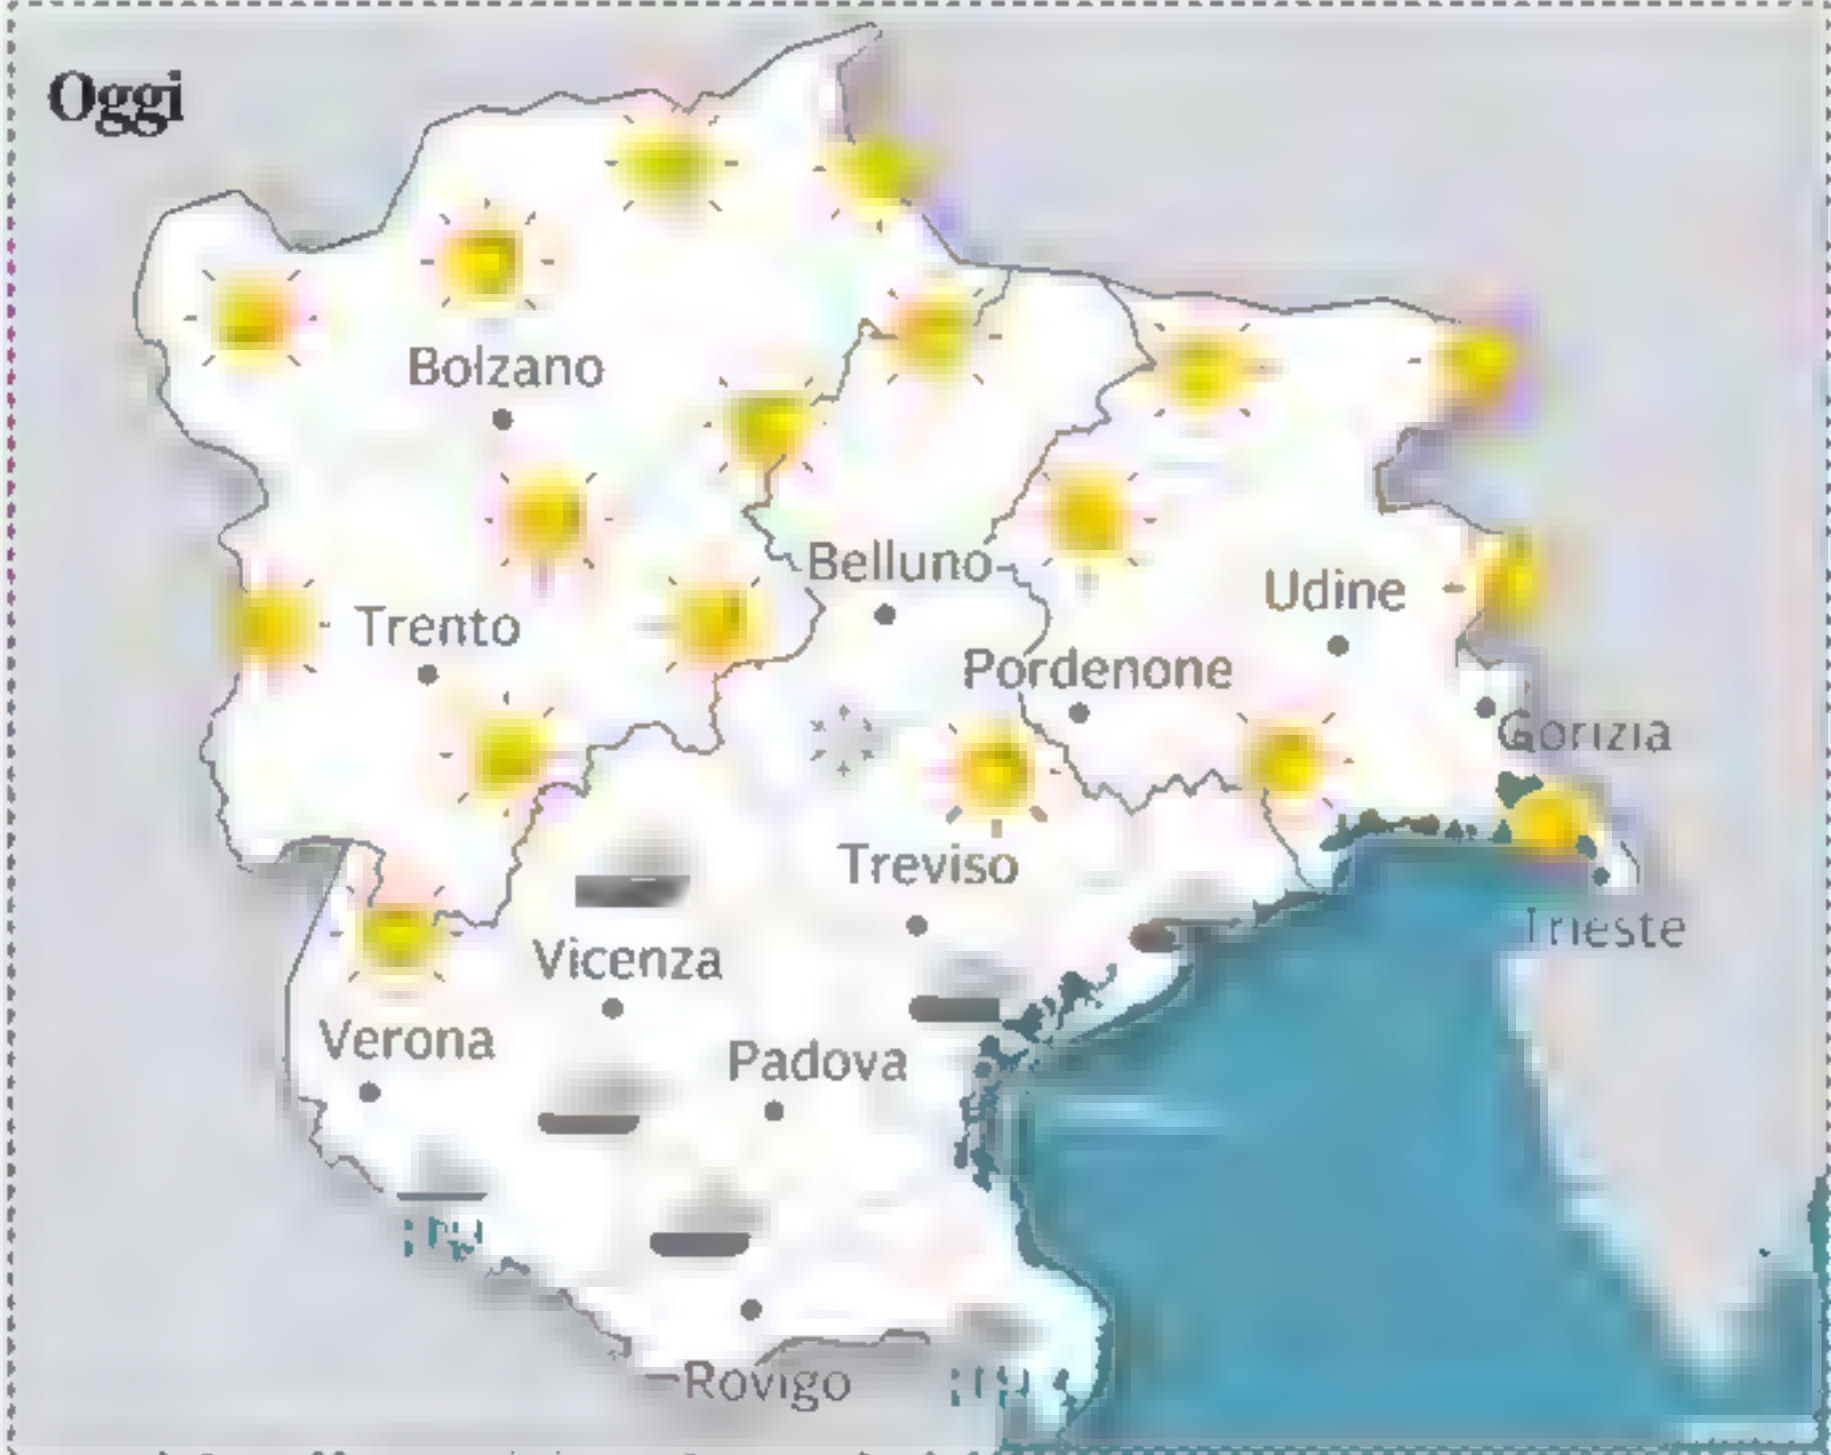 Oggi
Bolzano
Belluno
Udine
Trento
Pordenone
Gorizia
Treviso
Trieste
Vicenza
Verona
Padova
Rovigo